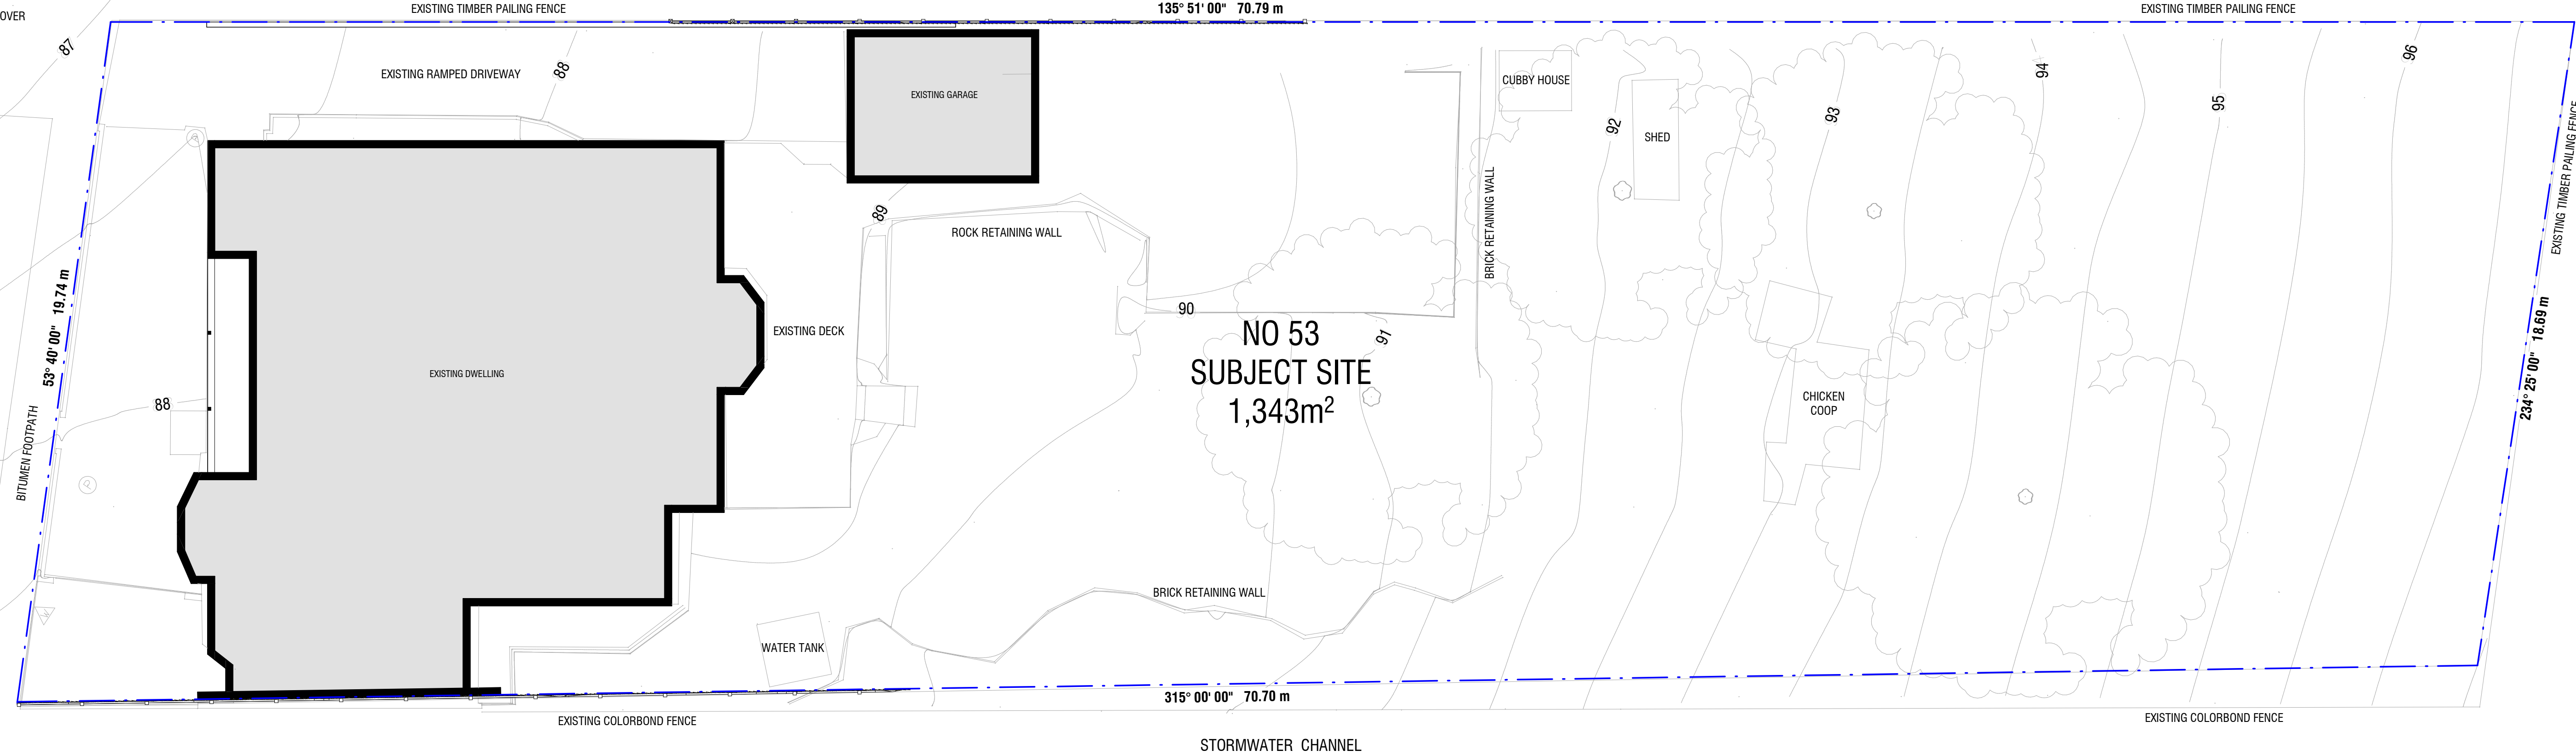 OVER
EXISTING TIMBER PAILING FENCE
135° 51' 00" 70.79 m
EXISTING TIMBER PAILING FENCE
87
EXISTING RAMPED DRIVEWAY
88
EXISTING GARAGE
CUBBY HOUSE
92
SHED
93
94
95
96
EXISTING TIMBER PAILING FENCE
89
ROCK RETAINING WALL
BRICK RETAINING WALL
53° 40' 00" 19.74 m
90
91
NO 53
SUBJECT SITE
1,343m²
EXISTING DECK
EXISTING DWELLING
88
BITUMEN FOOTPATH
P
CHICKEN
COOP
234° 25' 00" 18.69 m
BRICK RETAINING WALL
WATER TANK
315° 00' 00" 70.70 m
EXISTING COLORBOND FENCE
EXISTING COLORBOND FENCE
STORMWATER CHANNEL